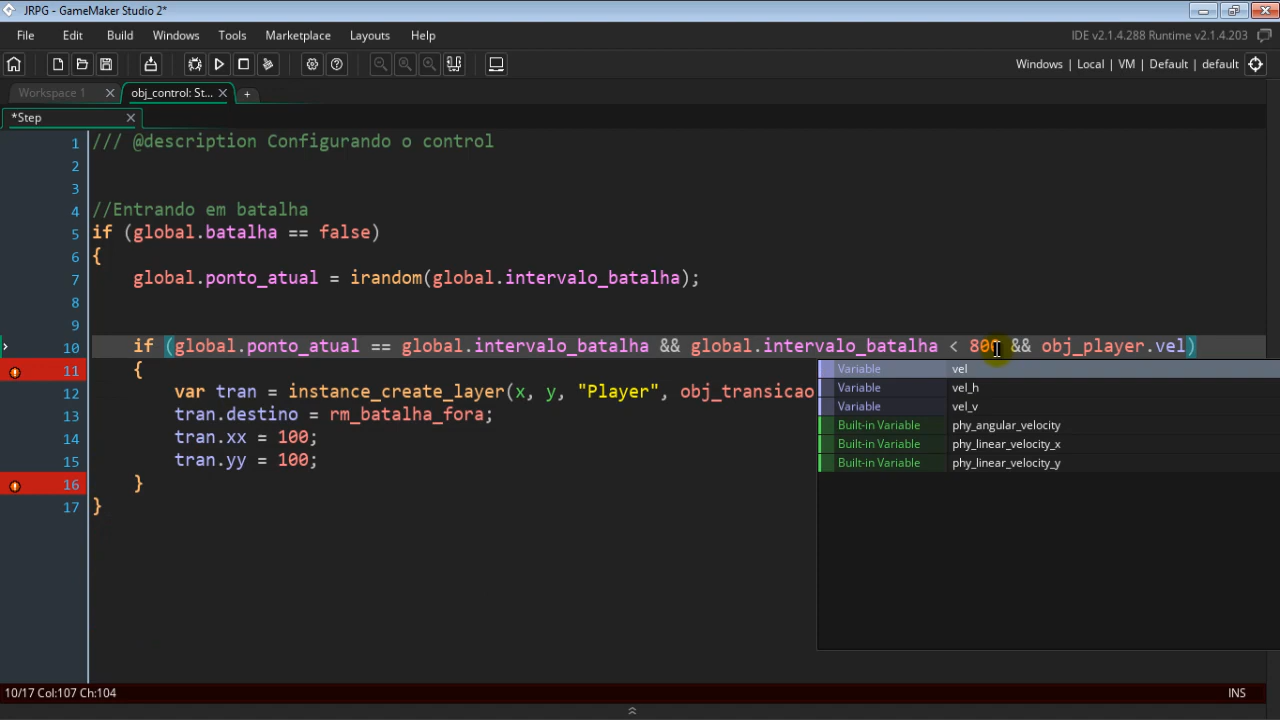 JRPG - GameMaker Studio 2*
File Edit Build Windows Tools Marketplace Layouts Help
IDE v2.1.4.288 Runtime v2.1.4.203
Windows | Local | VM | Default | default
Workspace 1 obj_control: St...
*Step
1 /// @description Configurando o control
2
3
4 //Entrando em batalha
5 if (global.batalha == false)
6 {
7 global.ponto_atual = irandom(global.intervalo_batalha);
8
9
10 if (global.ponto_atual == global.intervalo_batalha && global.intervalo_batalha < 800 && obj_player.vel)
11 {
12 var tran = instance_create_layer(x, y, "Player", obj_transicao
13 tran.destino = rm_batalha_fora;
14 tran.xx = 100;
15 tran.yy = 100;
16 }
17 }
Variable vel
Variable vel_h
Variable vel_v
Built-in Variable phy_angular_velocity
Built-in Variable phy_linear_velocity_x
Built-in Variable phy_linear_velocity_y
10/17 Col:107 Ch:104 INS